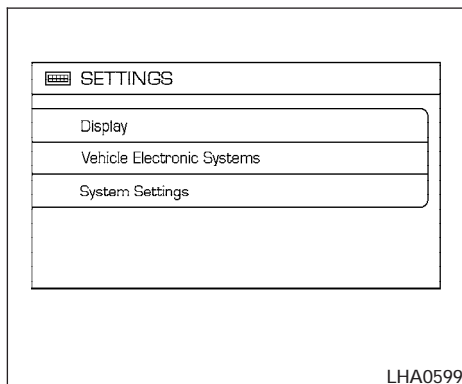 SETTINGS
Display
Vehicle Electronic Systems
System Settings
LHA0599